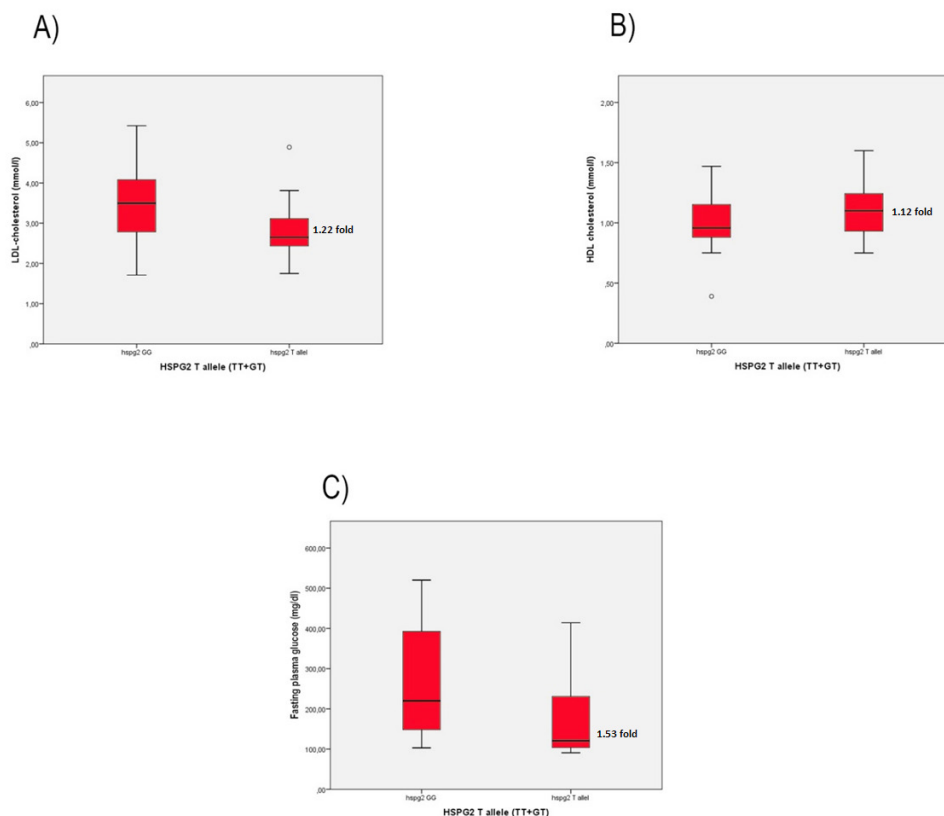 A)
LDL-cholesterol (mmol/l)
6,00
5,00
4,00
3,00
2,00
1,00
,00
1.22 fold
hspg2 GG
hspg2 T allel
HSPG2 T allele (TT+GT)
B)
HDL cholesterol (mmol/l)
2,00
1,50
1,00
,50
,00
1.12 fold
hspg2 GG
hspg2 T allel
HSPG2 T allele (TT+GT)
C)
Fasting plasma glucose (mg/dl)
600,00
500,00
400,00
300,00
200,00
100,00
,00
1.53 fold
hspg2 GG
hspg2 T allel
HSPG2 T allele (TT+GT)